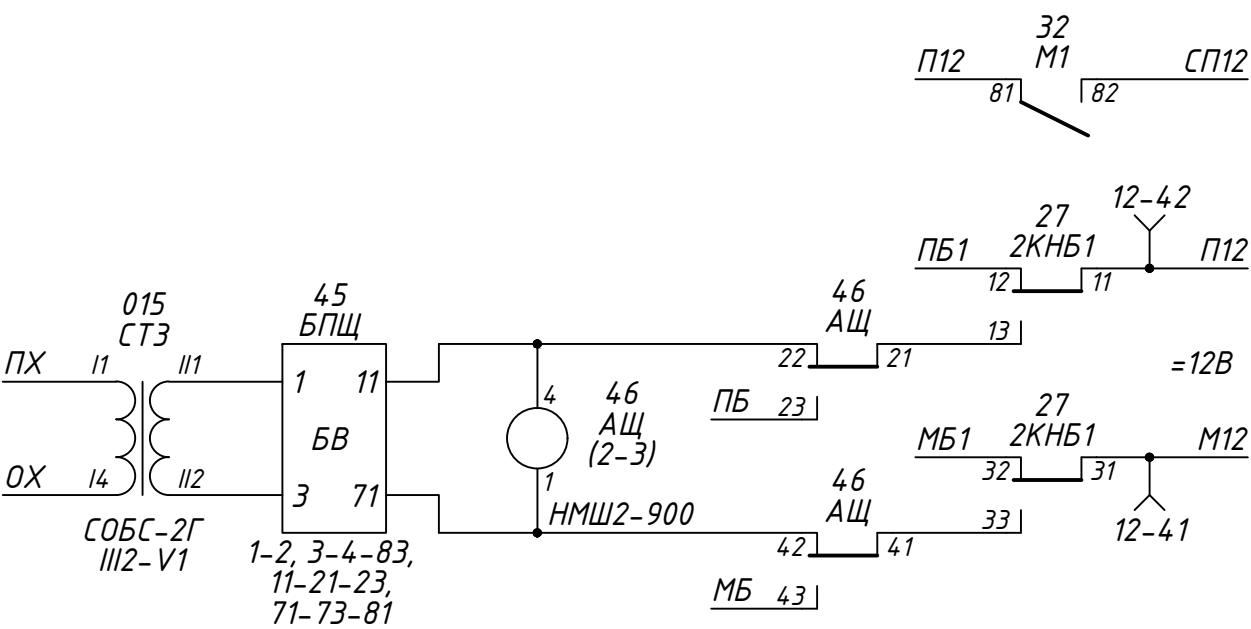 32
М1
П12
СП12
81
82
12-42
27
2КНБ1
ПБ1
П12
12
11
015
СТ3
45
БПЩ
46
АЩ
13
ПХ
I1
II1
1
11
22
21
=12В
4
46
АЩ
(2-3)
ПБ
23
27
2КНБ1
БВ
МБ1
М12
32
31
ОХ
I4
II2
3
71
1
НМШ2-900
46
АЩ
33
12-41
СОБС-2Г
III2-V1
42
41
1-2, 3-4-83,
11-21-23,
71-73-81
МБ
43